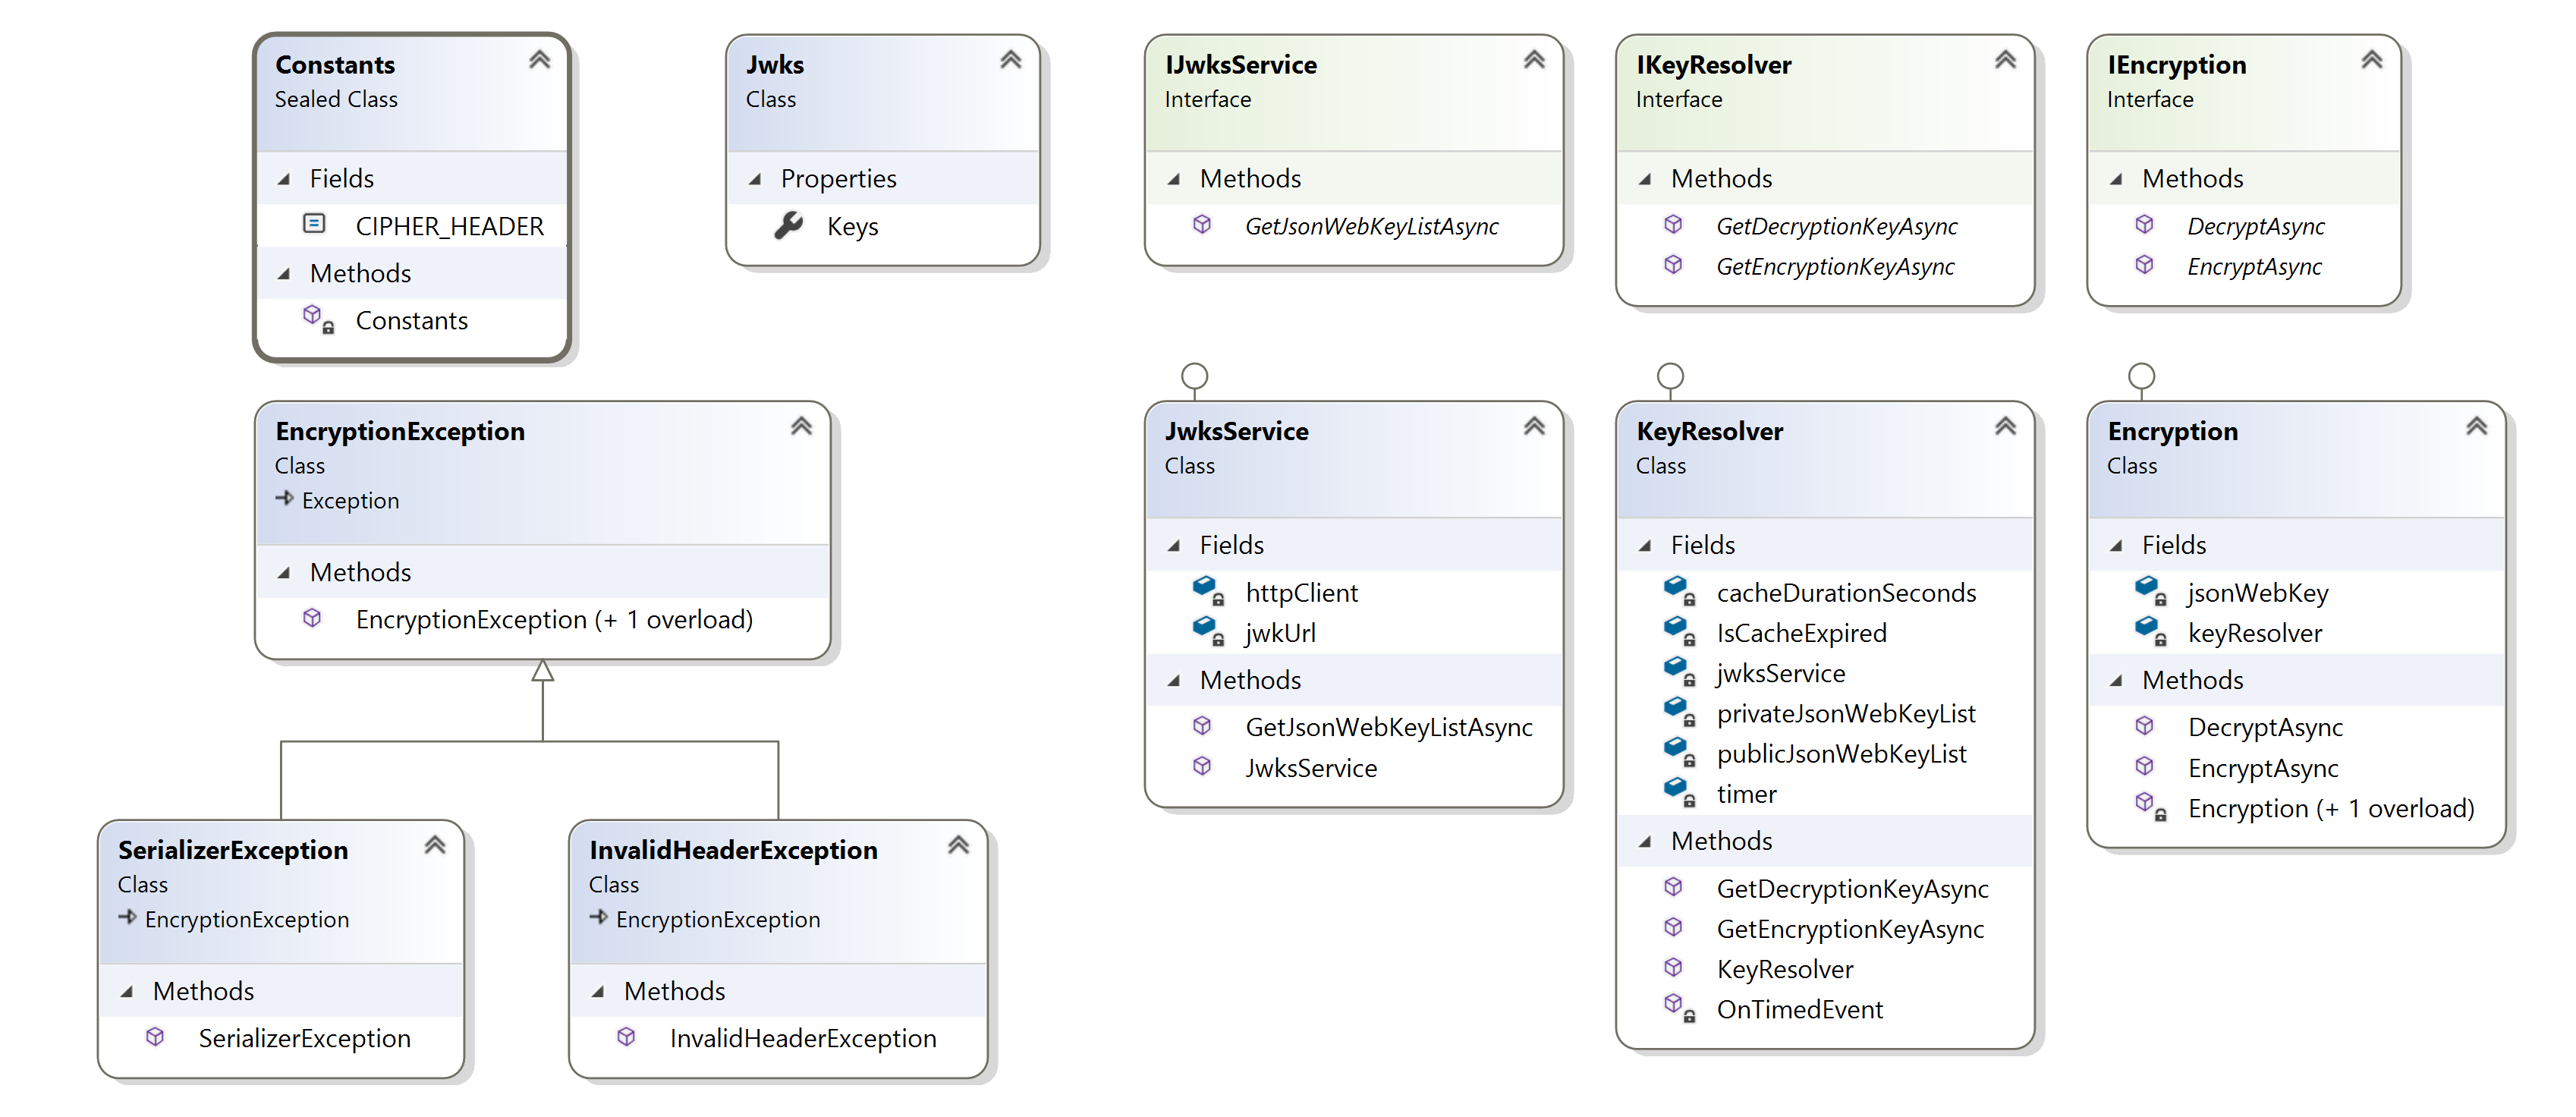 Constants
Sealed Class
Fields
CIPHER_HEADER
Methods
Constants
Jwks
Class
Properties
Keys
IJwksService
Interface
Methods
GetJsonWebKeyListAsync
IKeyResolver
Interface
Methods
GetDecryptionKeyAsync
GetEncryptionKeyAsync
IEncryption
Interface
Methods
DecryptAsync
EncryptAsync
EncryptionException
Class
Exception
Methods
EncryptionException (+ 1 overload)
JwksService
Class
Fields
httpClient
jwkUrl
Methods
GetJsonWebKeyListAsync
JwksService
KeyResolver
Class
Fields
cacheDurationSeconds
IsCacheExpired
jwksService
privateJsonWebKeyList
publicJsonWebKeyList
timer
Methods
GetDecryptionKeyAsync
GetEncryptionKeyAsync
KeyResolver
OnTimedEvent
Encryption
Class
Fields
jsonWebKey
keyResolver
Methods
DecryptAsync
EncryptAsync
Encryption (+ 1 overload)
SerializerException
Class
EncryptionException
Methods
SerializerException
InvalidHeaderException
Class
EncryptionException
Methods
InvalidHeaderException